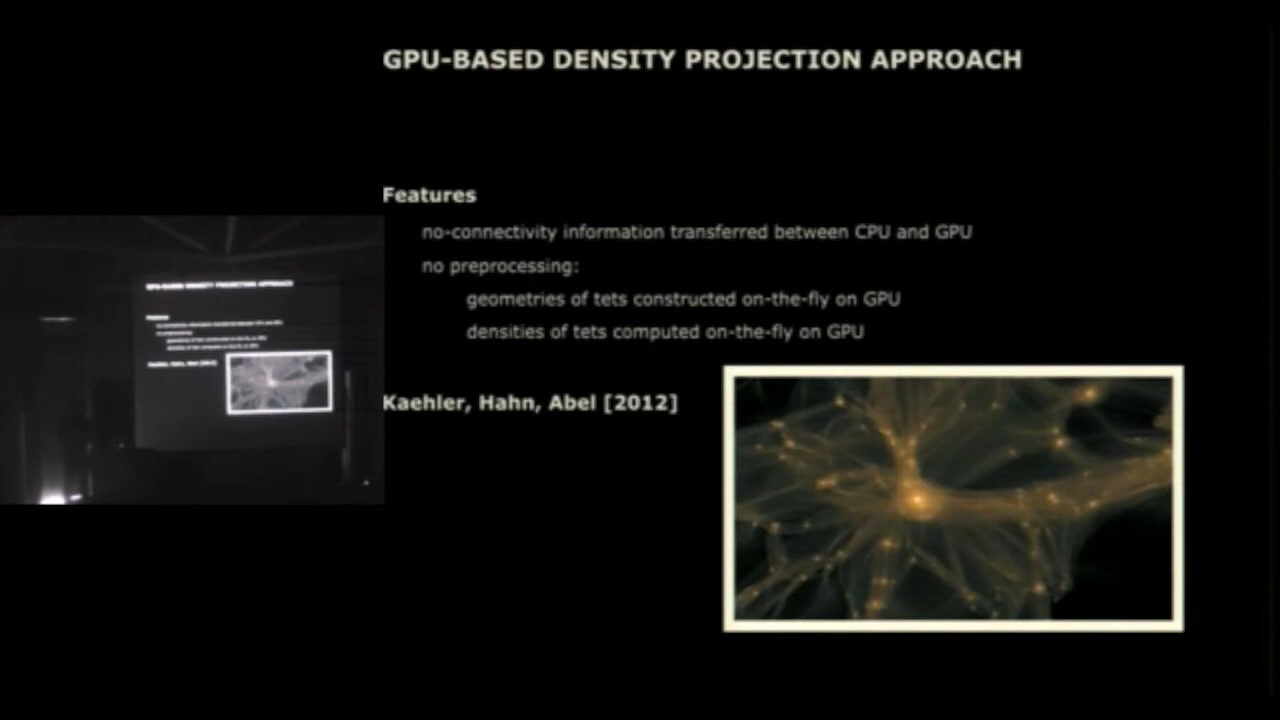 GPU-BASED DENSITY PROJECTION APPROACH
Features
no-connectivity information transferred between CPU and GPU
no preprocessing:
geometries of tets constructed on-the-fly on GPU
densities of tets computed on-the-fly on GPU
Kaehler, Hahn, Abel [2012]